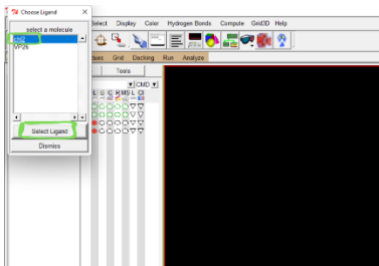 Choose Ligand
Select Display Color Hydrogen Bonds Compute Grid3D Help
select a molecule
VP26
Grid Docking Run Analyze
Tools
CMD
Select Ligand
Dismiss